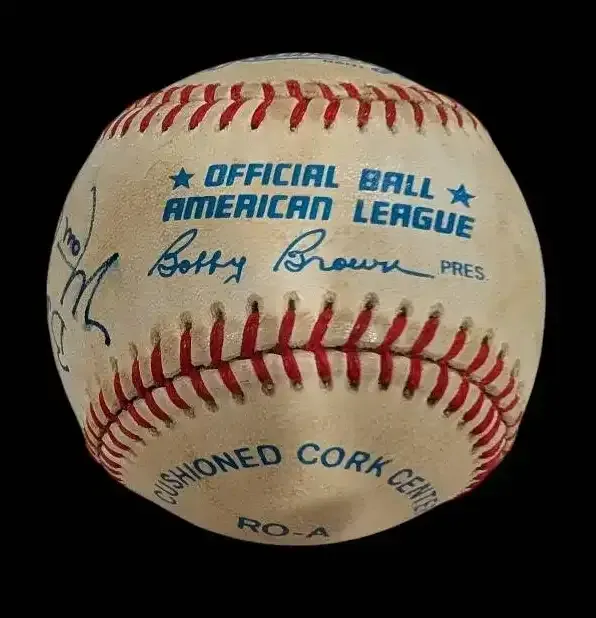 ★ OFFICIAL BALL ★
AMERICAN LEAGUE
Bobby Brown PRES.
CUSHIONED CORK CENTER
RO-A